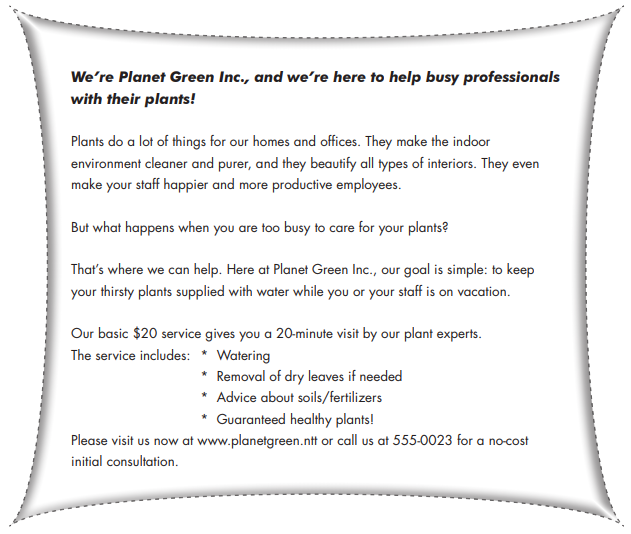 We're Planet Green Inc., and we're here to help busy professionals
with their plants!
Plants do a lot of things for our homes and offices. They make the indoor
environment cleaner and purer, and they beautify all types of interiors. They even
make your staff happier and more productive employees.
But what happens when you are too busy to care for your plants?
That's where we can help. Here at Planet Green Inc., our goal is simple: to keep
your thirsty plants supplied with water while you or your staff is on vacation.
Our basic $20 service gives you a 20-minute visit by our plant experts.
The service includes: * Watering
* Removal of dry leaves if needed
* Advice about soils/fertilizers
* Guaranteed healthy plants!
Please visit us now at www.planetgreen.ntt or call us at 555-0023 for a no-cost
initial consultation.